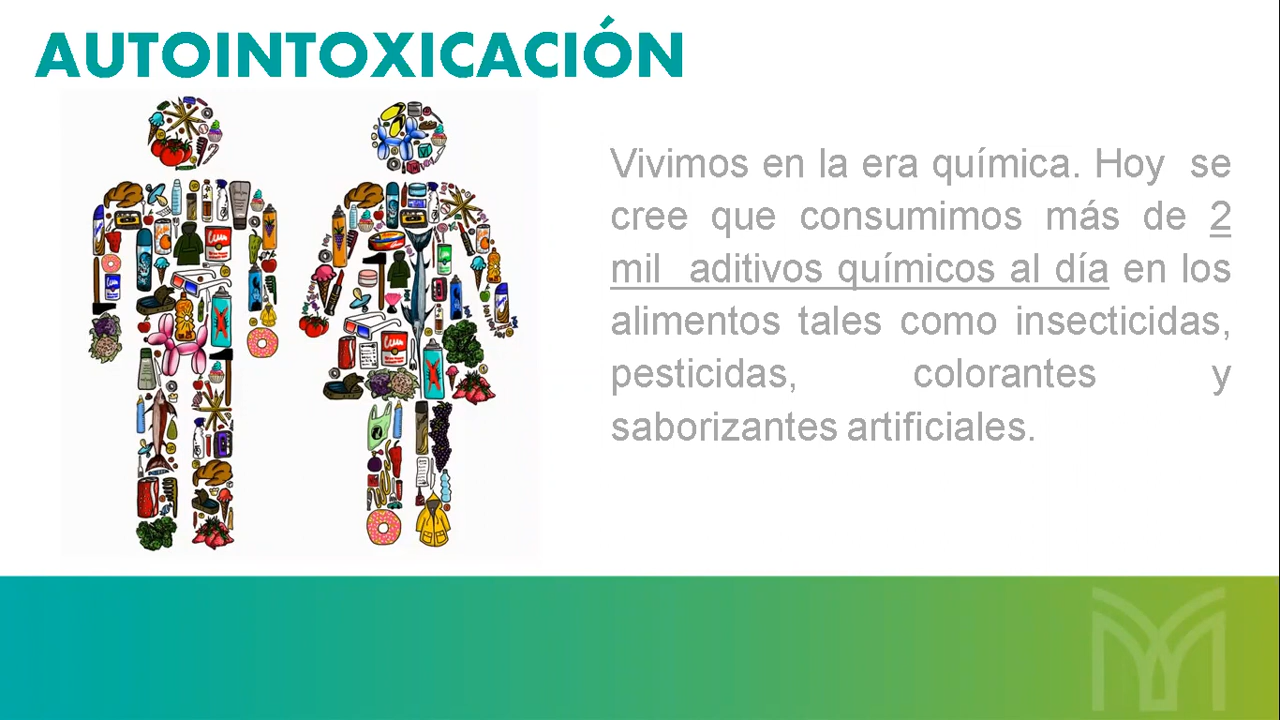 AUTOINTOXICACIÓN
Vivimos en la era química. Hoy se
cree que consumimos más de 2
mil aditivos químicos al día en los
alimentos tales como insecticidas,
pesticidas, colorantes y
saborizantes artificiales.